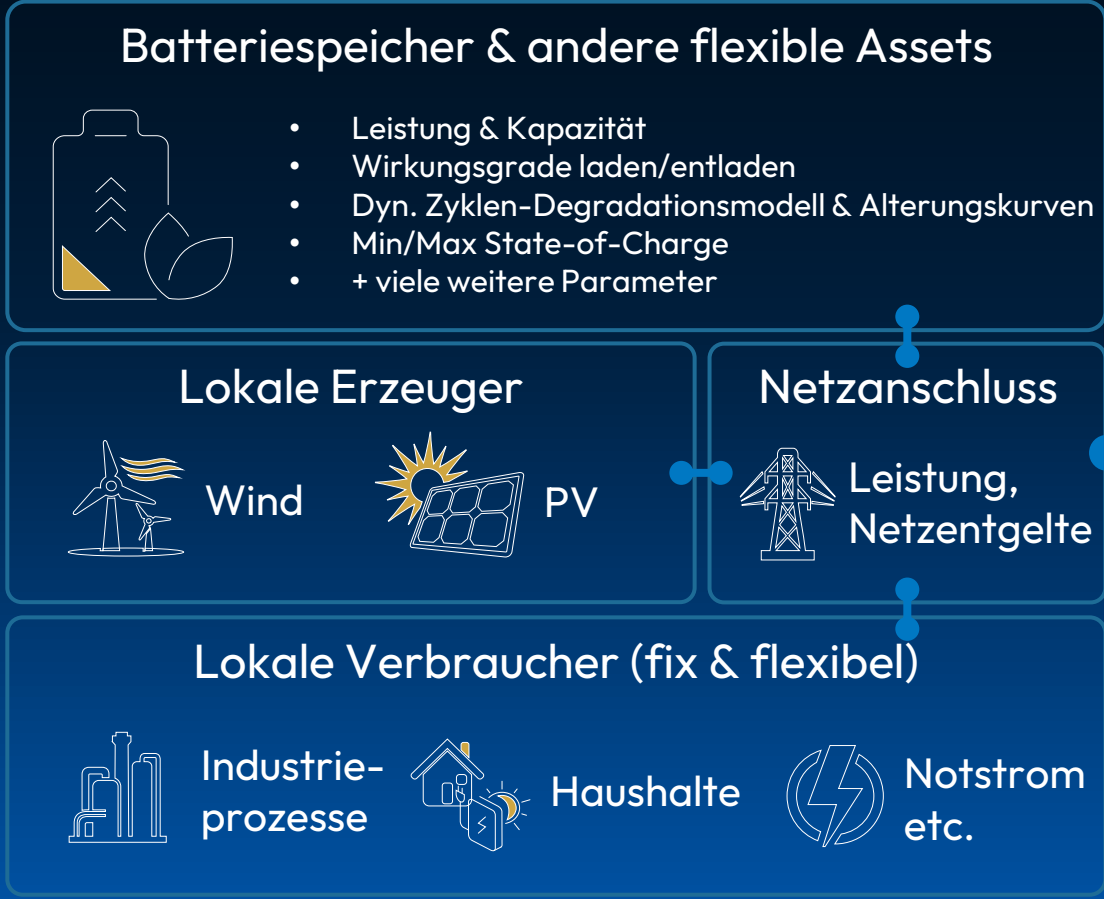 Batteriespeicher & andere flexible Assets
• Leistung & Kapazität
• Wirkungsgrade laden/entladen
• Dyn. Zyklen-Degradationsmodell & Alterungskurven
• Min/Max State-of-Charge
• + viele weitere Parameter
Lokale Erzeuger
Wind
PV
Netzanschluss
Leistung,
Netzentgelte
Lokale Verbraucher (fix & flexibel)
Industrie-
prozesse
Haushalte
Notstrom
etc.